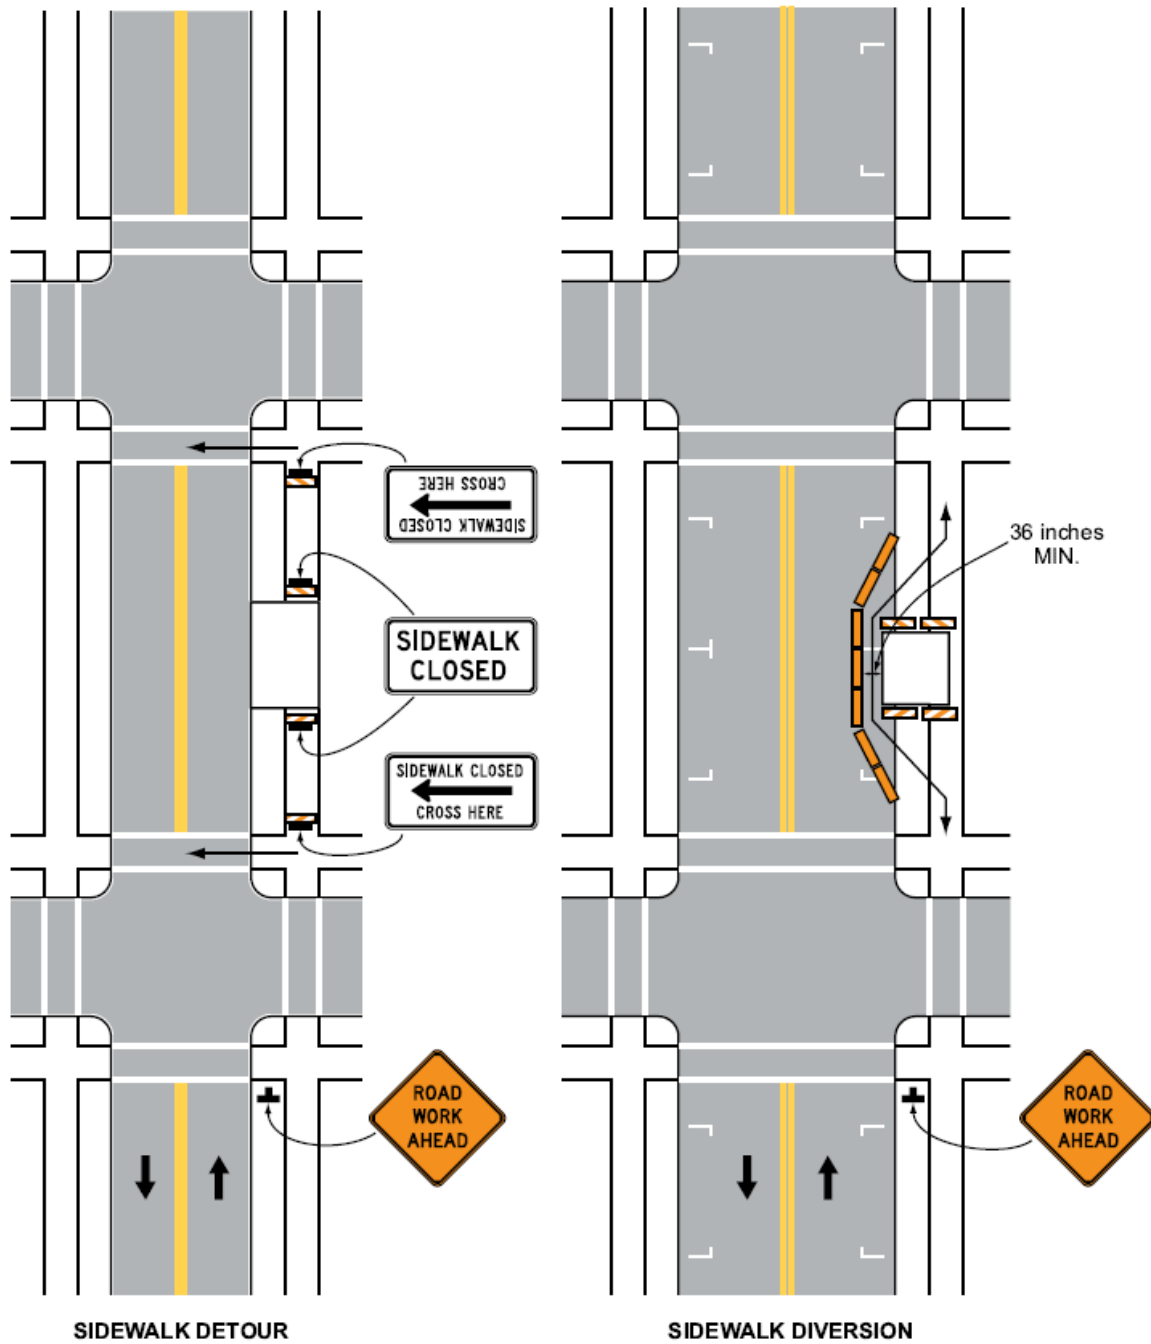 CROSS HERE
SIDEWALK CLOSED
36 inches
MIN.
SIDEWALK
CLOSED
SIDEWALK CLOSED
CROSS HERE
ROAD
WORK
AHEAD
ROAD
WORK
AHEAD
SIDEWALK DETOUR
SIDEWALK DIVERSION